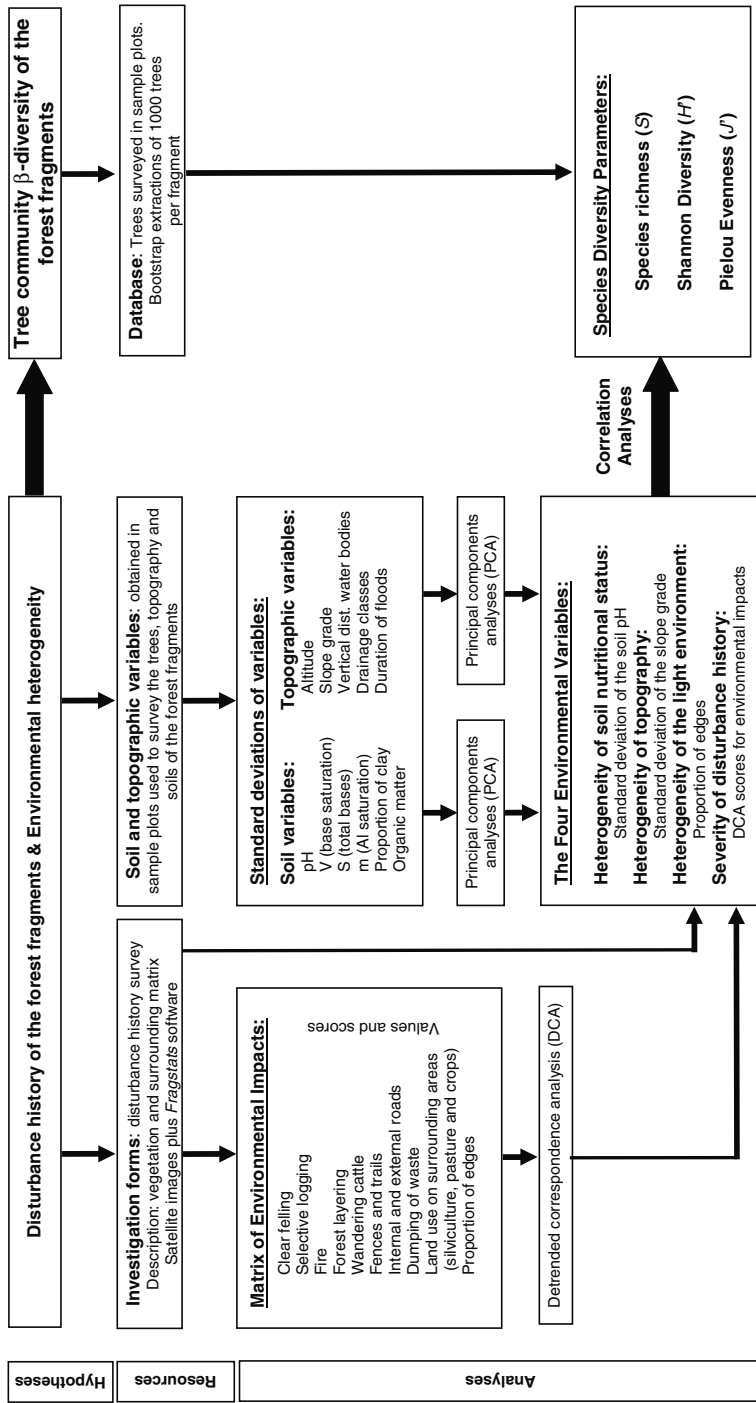 Hypotheses
Disturbance history of the forest fragments & Environmental heterogeneity
Tree community β-diversity of the
forest fragments
Resources
Investigation forms: disturbance history survey
Description: vegetation and surrounding matrix
Satellite images plus Fragstats software
Soil and topographic variables: obtained in
sample plots used to survey the trees, topography and
soils of the forest fragments
Database: Trees surveyed in sample plots.
Bootstrap extractions of 1000 trees
per fragment
Analyses
Matrix of Environmental Impacts:
Clear felling
Selective logging
Fire
Forest layering
Wandering cattle
Fences and trails
Internal and external roads
Dumping of waste
Land use on surrounding areas
(silviculture, pasture and crops)
Proportion of edges
Values and scores
Standard deviations of variables:
Soil variables:
pH
V (base saturation)
S (total bases)
m (Al saturation)
Proportion of clay
Organic matter
Topographic variables:
Altitude
Slope grade
Vertical dist. water bodies
Drainage classes
Duration of floods
Detrended correspondence analysis (DCA)
Principal components
analyses (PCA)
Principal components
analyses (PCA)
The Four Environmental Variables:
Heterogeneity of soil nutritional status:
Standard deviation of the soil pH
Heterogeneity of topography:
Standard deviation of the slope grade
Heterogeneity of the light environment:
Proportion of edges
Severity of disturbance history:
DCA scores for environmental impacts
Correlation
Analyses
Species Diversity Parameters:
Species richness (S)
Shannon Diversity (H')
Pielou Evenness (J')